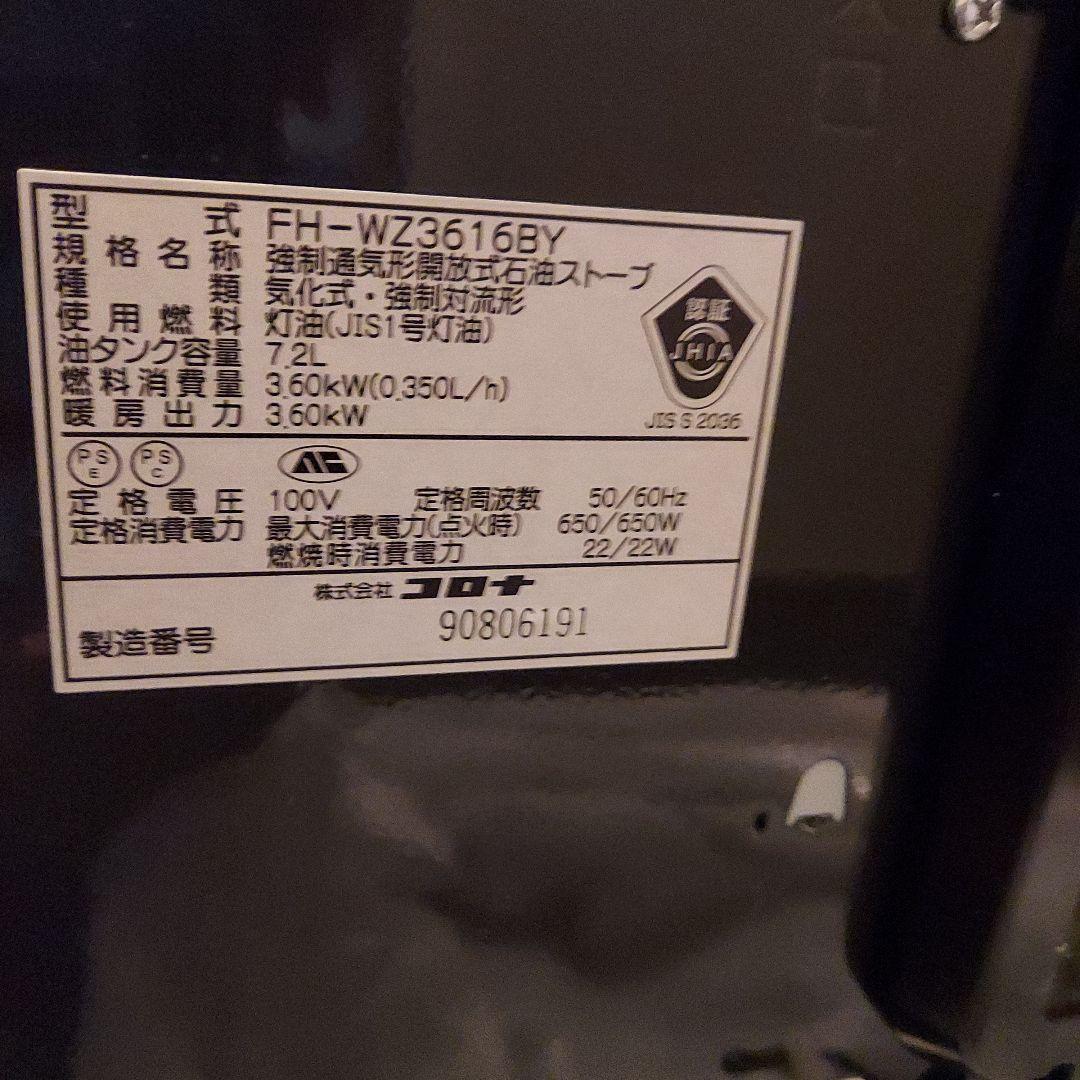 型式 FH-WZ3616BY
規格名称 強制通気形開放式石油ストーブ
種類 気化式・強制対流形
使用燃料 灯油(JIS1号灯油)
油タンク容量 7.2L
燃料消費量 3.60kW(0.350L/h)
暖房出力 3.60kW
認証
JHIA
JIS S 2036
PS E PS C
定格電圧 100V 定格周波数 50/60Hz
定格消費電力 最大消費電力(点火時) 650/650W
燃焼時消費電力 22/22W
株式会社 コロナ
製造番号 90806191